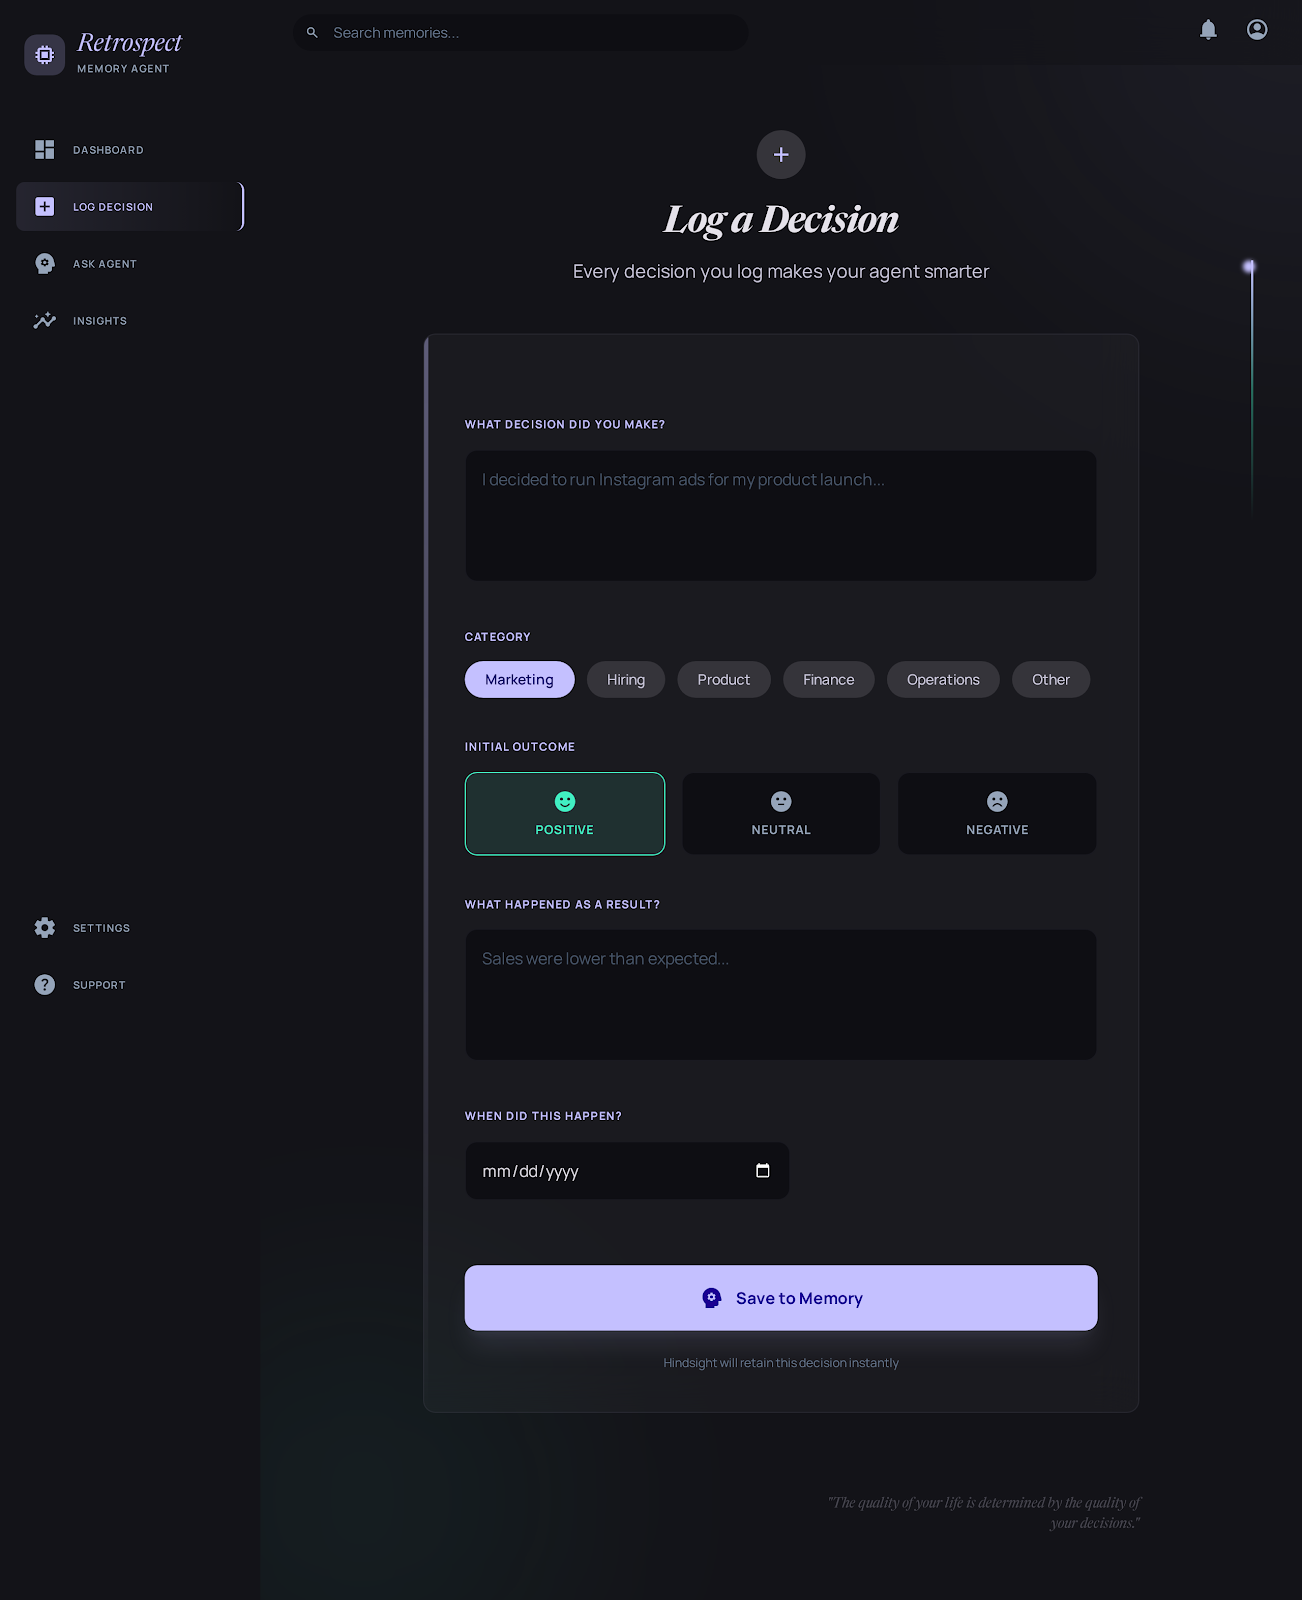 Retrospect
MEMORY AGENT
Search memories...
DASHBOARD
LOG DECISION
ASK AGENT
INSIGHTS
SETTINGS
SUPPORT
Log a Decision
Every decision you log makes your agent smarter
WHAT DECISION DID YOU MAKE?
I decided to run Instagram ads for my product launch...
CATEGORY
Marketing Hiring Product Finance Operations Other
INITIAL OUTCOME
POSITIVE NEUTRAL NEGATIVE
WHAT HAPPENED AS A RESULT?
Sales were lower than expected...
WHEN DID THIS HAPPEN?
mm/dd/yyyy
Save to Memory
Hindsight will retain this decision instantly
"The quality of your life is determined by the quality of
your decisions."